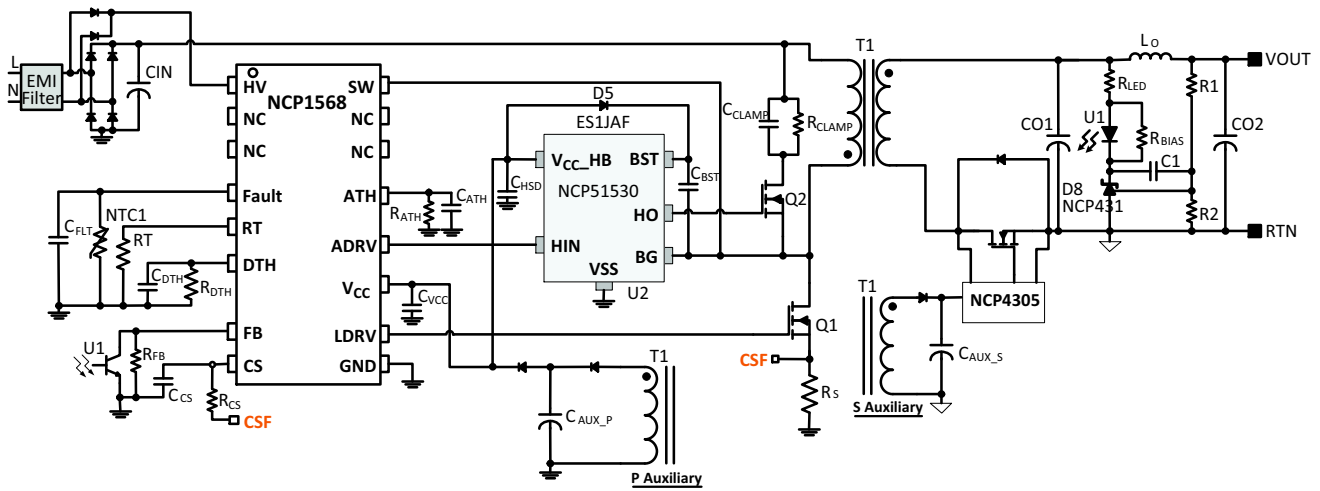 L
N
EMI
Filter
CIN
HV
NCP1568
SW
NC
NC
NC
NC
Fault
ATH
RT
ADRV
DTH
VCC
FB
LDRV
CS
GND
CFLT
NTC1
RT
CDTH
RDTH
U1
RFB
CCS
RCS
CSF
RATH
CATH
CVCC
D5
ES1JAF
CHSD
VCC_HB
BST
NCP51530
HO
HIN
BG
VSS
U2
CBST
CCLAMP
RCLAMP
Q2
Q1
CSF
RS
T1
CAUX_P
P Auxiliary
T1
CO1
RLED
LO
U1
RBIAS
C1
D8
NCP431
R1
R2
CO2
VOUT
RTN
NCP4305
T1
CAUX_S
S Auxiliary